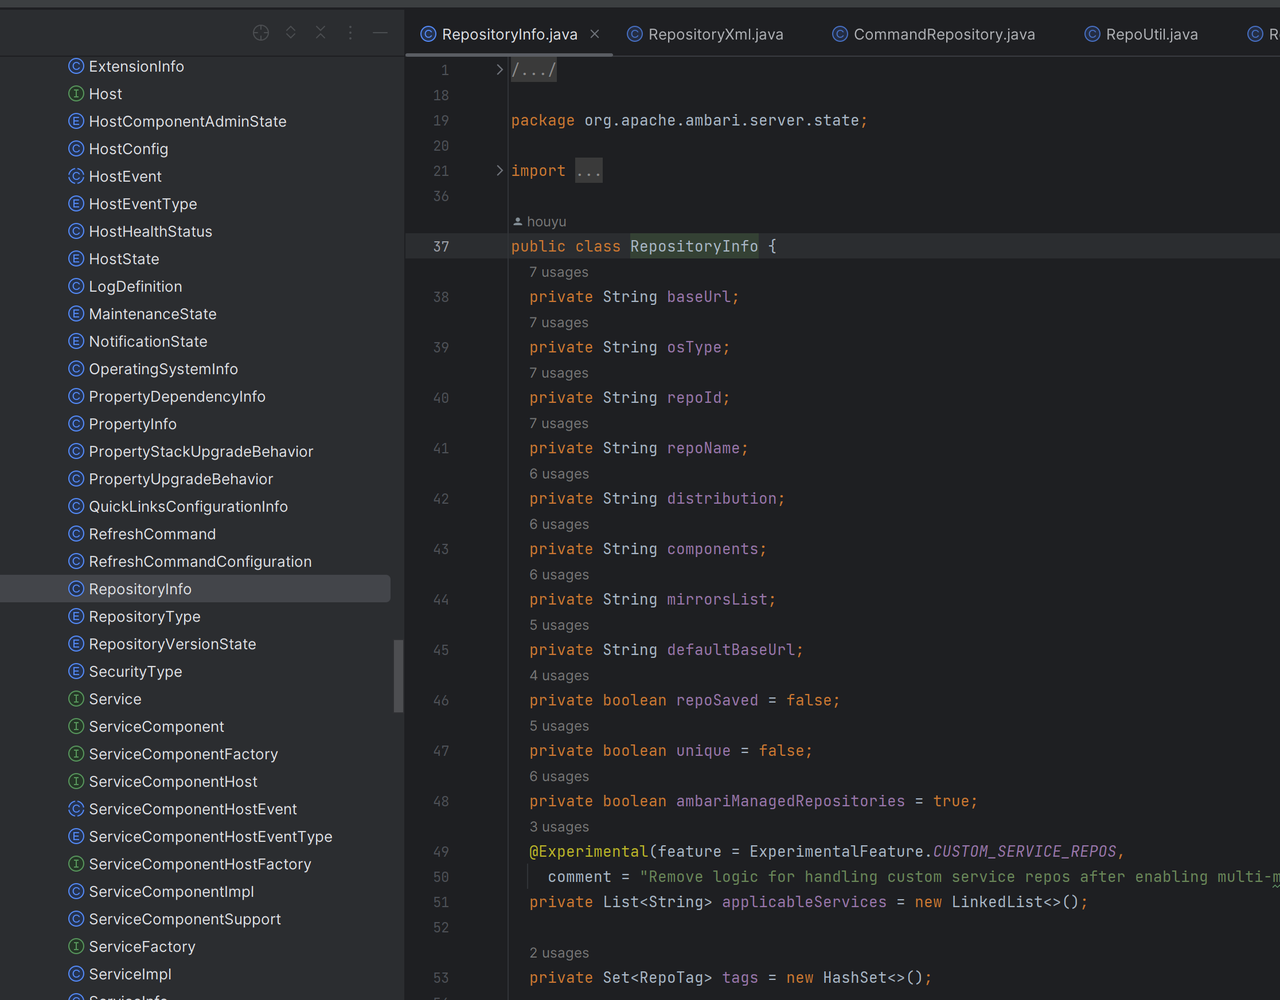 ExtensionInfo
Host
HostComponentAdminState
HostConfig
HostEvent
HostEventType
HostHealthStatus
HostState
LogDefinition
MaintenanceState
NotificationState
OperatingSystemInfo
PropertyDependencyInfo
PropertyInfo
PropertyStackUpgradeBehavior
PropertyUpgradeBehavior
QuickLinksConfigurationInfo
RefreshCommand
RefreshCommandConfiguration
RepositoryInfo
RepositoryType
RepositoryVersionState
SecurityType
Service
ServiceComponent
ServiceComponentFactory
ServiceComponentHost
ServiceComponentHostEvent
ServiceComponentHostEventType
ServiceComponentHostFactory
ServiceComponentImpl
ServiceComponentSupport
ServiceFactory
ServiceImpl
ServiceInfo
RepositoryInfo.java RepositoryXml.java CommandRepository.java RepoUtil.java
1 /.../
18
19 package org.apache.ambari.server.state;
20
21 import ...
36
houyu
37 public class RepositoryInfo {
7 usages
38 private String baseUrl;
7 usages
39 private String osType;
7 usages
40 private String repoId;
7 usages
41 private String repoName;
6 usages
42 private String distribution;
6 usages
43 private String components;
6 usages
44 private String mirrorsList;
5 usages
45 private String defaultBaseUrl;
4 usages
46 private boolean repoSaved = false;
5 usages
47 private boolean unique = false;
6 usages
48 private boolean ambariManagedRepositories = true;
3 usages
49 @Experimental(feature = ExperimentalFeature.CUSTOM_SERVICE_REPOS,
50 comment = "Remove logic for handling custom service repos after enabling multi-m
51 private List<String> applicableServices = new LinkedList<>();
52
2 usages
53 private Set<RepoTag> tags = new HashSet<>();